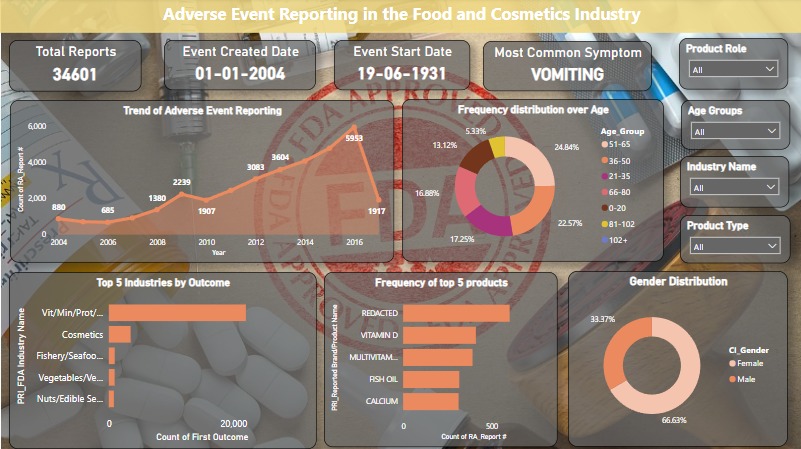 Adverse Event Reporting in the Food and Cosmetics Industry
Total Reports
34601
Event Created Date
01-01-2004
Event Start Date
19-06-1931
Most Common Symptom
VOMITING
Product Role
All
Age Groups
All
Industry Name
All
Product Type
All
Trend of Adverse Event Reporting
Count of RA_Report #
6,000
4,000
2,000
0
880
685
1380
2239
1907
3083
3604
5953
1917
2004
2006
2008
2010
2012
2014
2016
Year
Frequency distribution over Age
5.33%
13.12%
16.88%
17.25%
22.57%
24.84%
Age_Group
51-65
36-50
21-35
66-80
0-20
81-102
102+
Top 5 Industries by Outcome
PRI_FDA Industry Name
Vit/Min/Prot/...
Cosmetics
Fishery/Seafoo...
Vegetables/Ve...
Nuts/Edible Se...
0
20,000
Count of First Outcome
Frequency of top 5 products
PRI_Reported Brand/Product Name
REDACTED
VITAMIN D
MULTIVITAM...
FISH OIL
CALCIUM
0
500
Count of RA_Report #
Gender Distribution
33.37%
66.63%
CI_Gender
Female
Male
FDA APPROVED
FDA
Rx